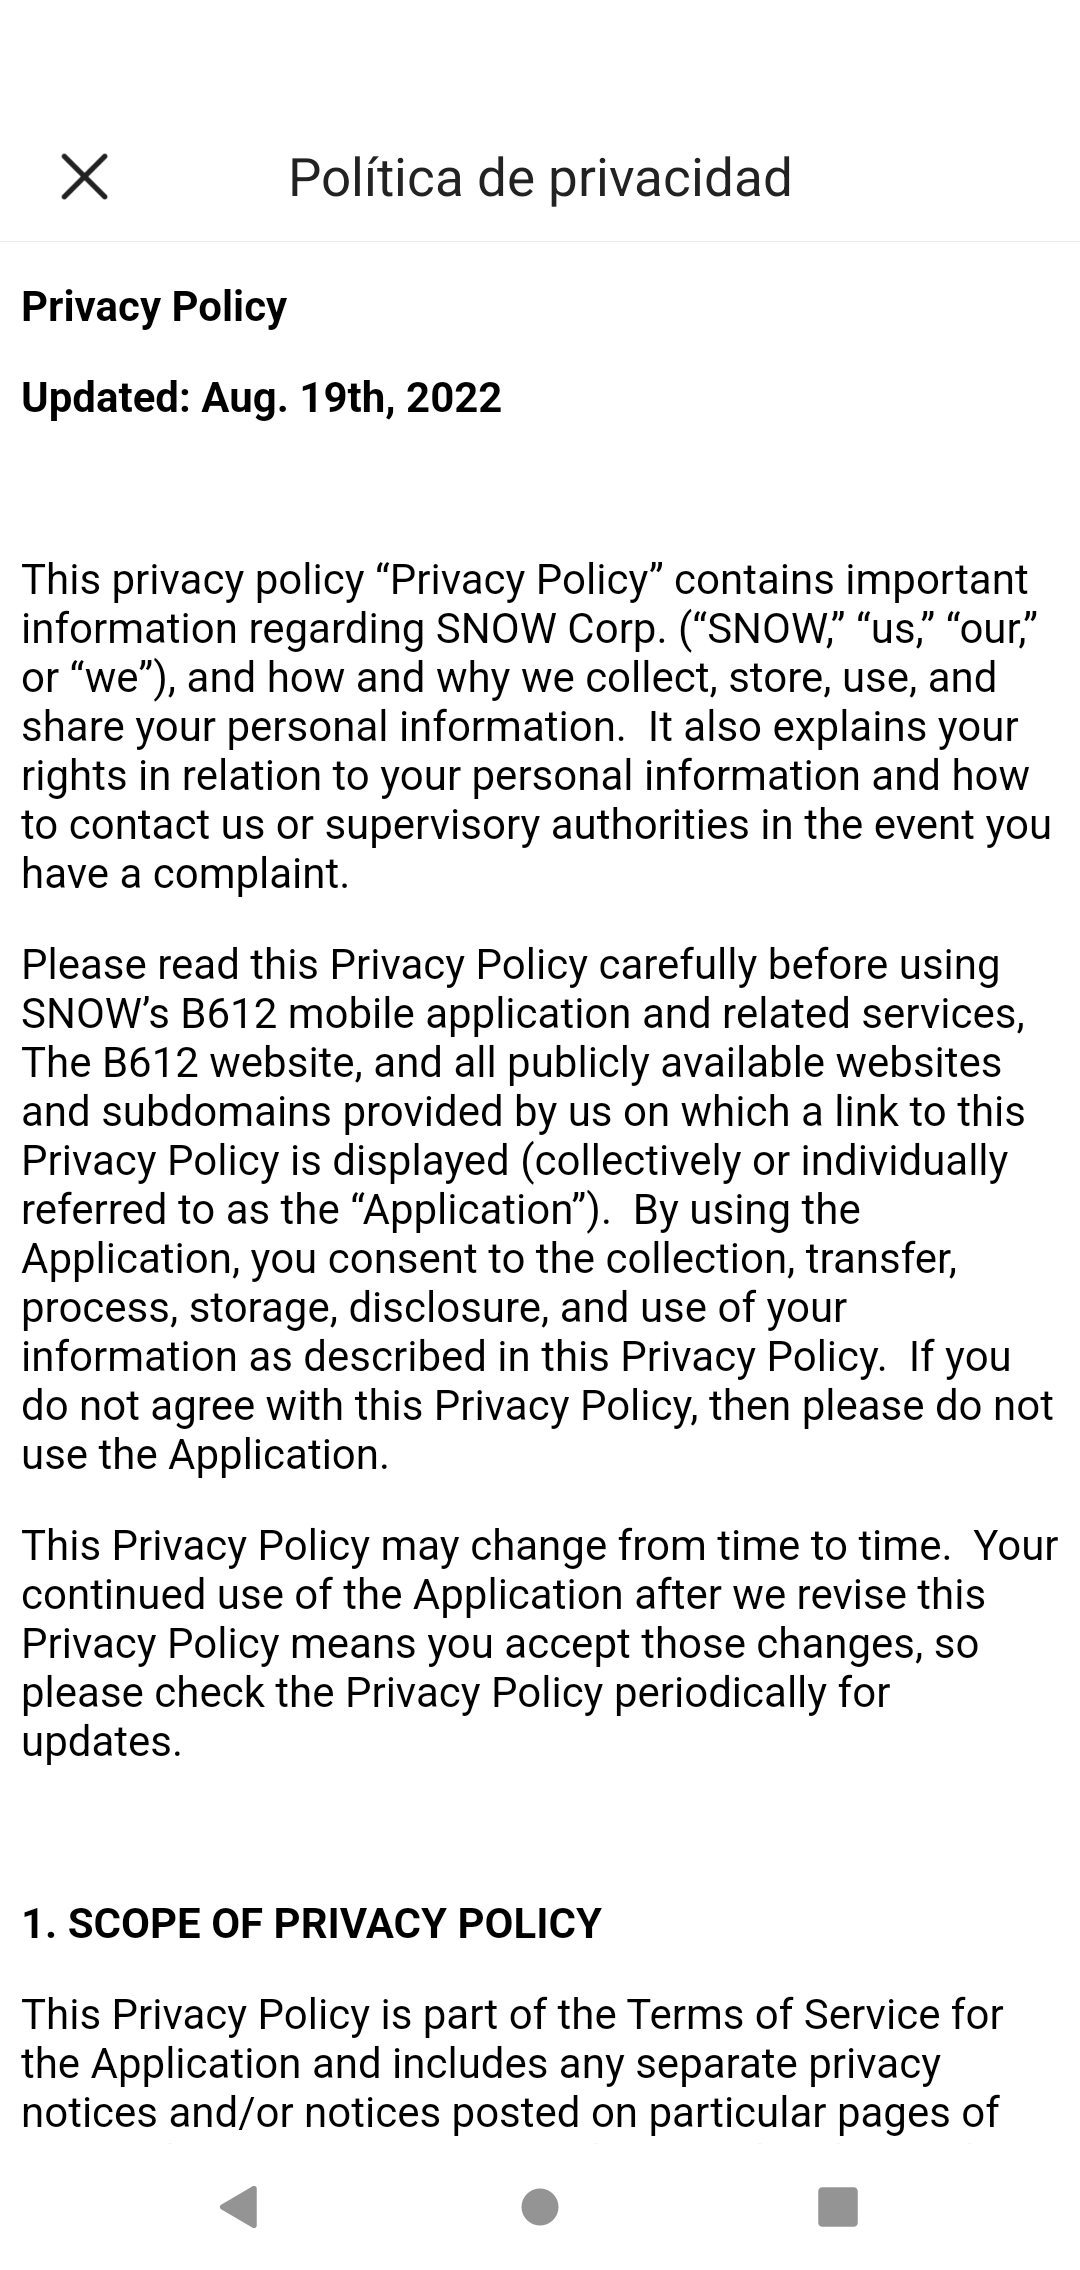 Política de privacidad
Privacy Policy
Updated: Aug. 19th, 2022
This privacy policy “Privacy Policy” contains important
information regarding SNOW Corp. (“SNOW,” “us,” “our,”
or “we”), and how and why we collect, store, use, and
share your personal information.  It also explains your
rights in relation to your personal information and how
to contact us or supervisory authorities in the event you
have a complaint.
Please read this Privacy Policy carefully before using
SNOW’s B612 mobile application and related services,
The B612 website, and all publicly available websites
and subdomains provided by us on which a link to this
Privacy Policy is displayed (collectively or individually
referred to as the “Application”).  By using the
Application, you consent to the collection, transfer,
process, storage, disclosure, and use of your
information as described in this Privacy Policy.  If you
do not agree with this Privacy Policy, then please do not
use the Application.
This Privacy Policy may change from time to time.  Your
continued use of the Application after we revise this
Privacy Policy means you accept those changes, so
please check the Privacy Policy periodically for
updates.
1. SCOPE OF PRIVACY POLICY
This Privacy Policy is part of the Terms of Service for
the Application and includes any separate privacy
notices and/or notices posted on particular pages of